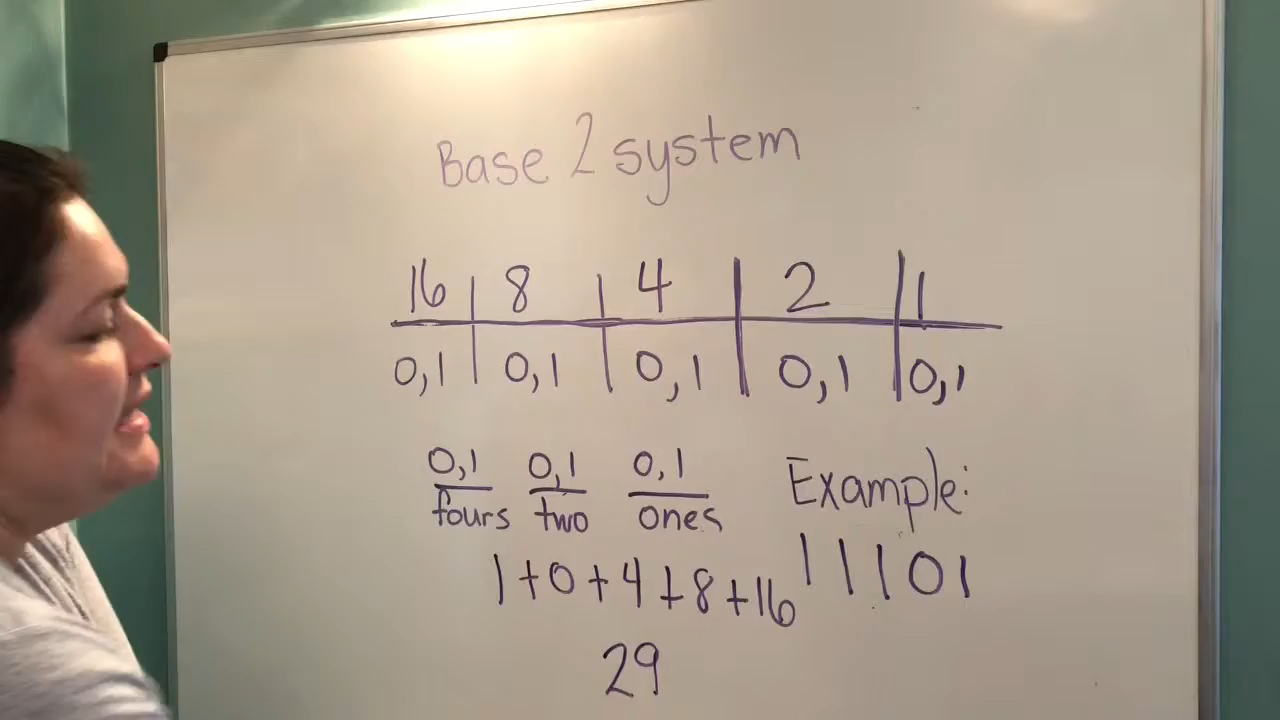 Base 2 system
16 8 4 2 1
0,1 0,1 0,1 0,1 0,1
0,1 0,1 0,1
fours two ones
Example:
11101
1+0+4+8+16
29